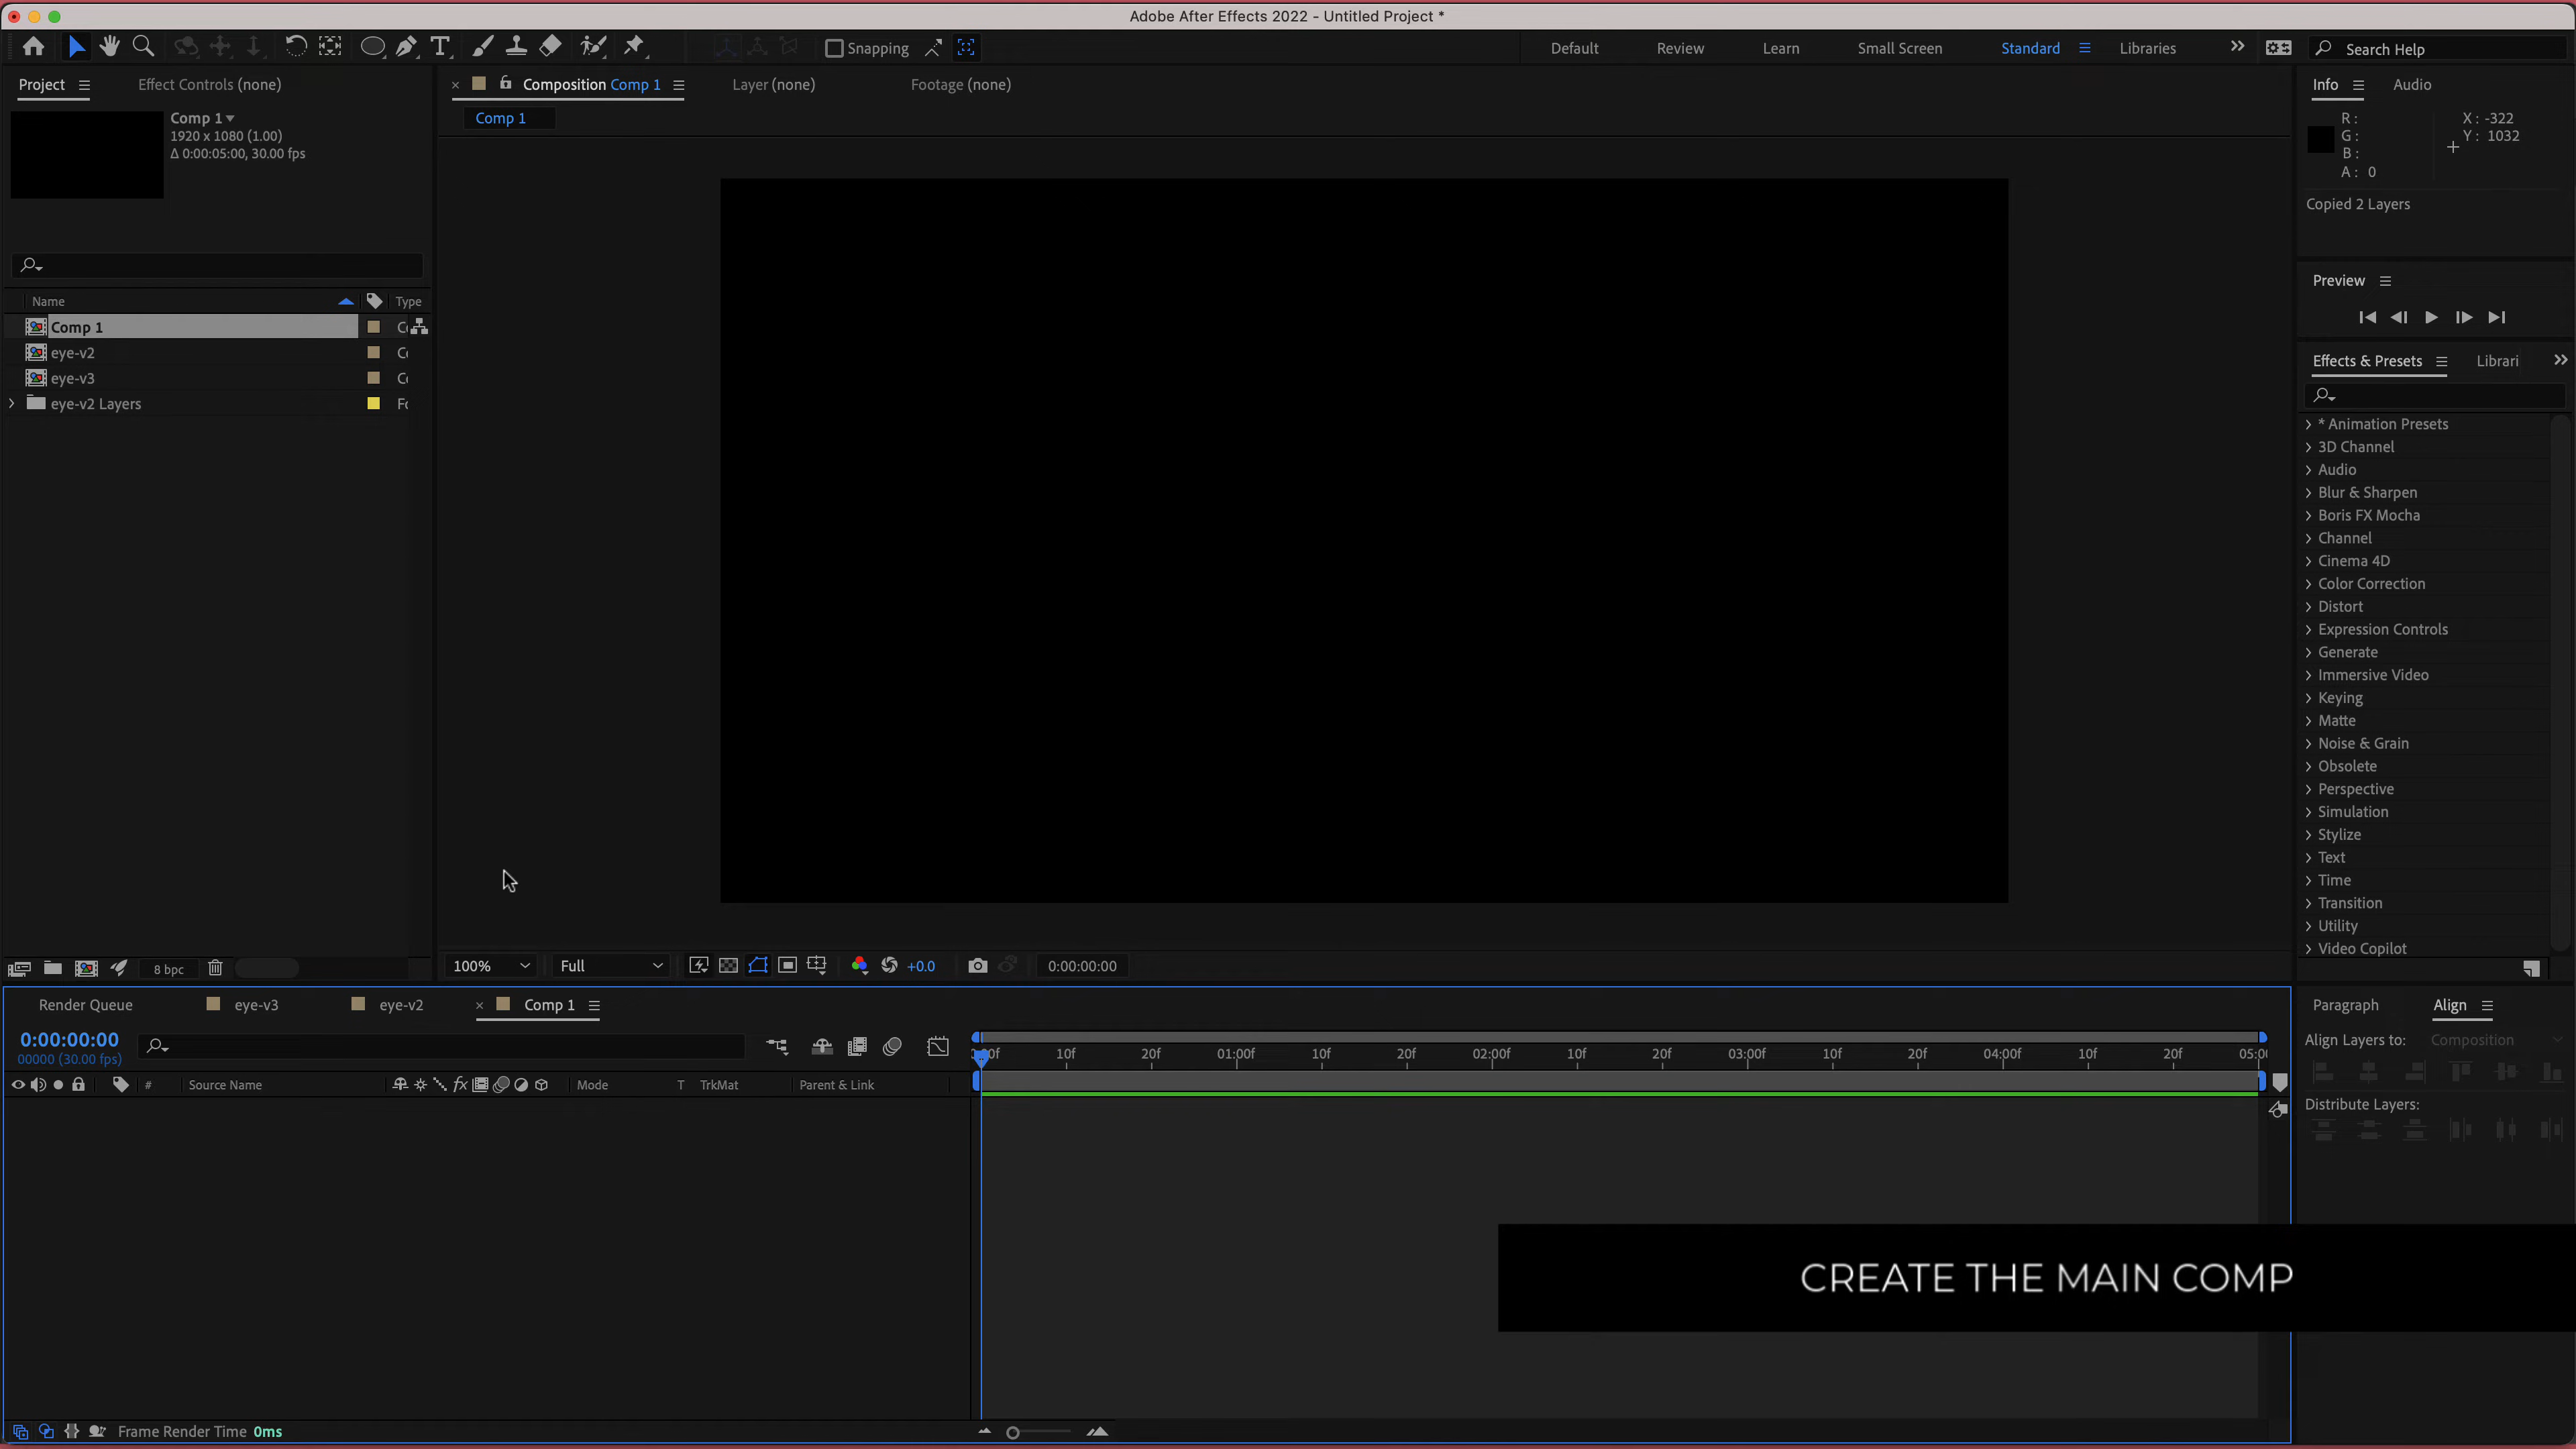 Adobe After Effects 2022 - Untitled Project *
Snapping
Default
Review
Learn
Small Screen
Standard
Libraries
Search Help
Project
Effect Controls (none)
Composition Comp 1
Layer (none)
Footage (none)
Info
Audio
Comp 1
1920 x 1080 (1.00)
Δ 0:00:05:00, 30.00 fps
Comp 1
R :
G :
B :
A : 0
X : -322
Y : 1032
Copied 2 Layers
Preview
Name
Type
Comp 1
eye-v2
eye-v3
eye-v2 Layers
Effects & Presets
Librari
* Animation Presets
3D Channel
Audio
Blur & Sharpen
Boris FX Mocha
Channel
Cinema 4D
Color Correction
Distort
Expression Controls
Generate
Immersive Video
Keying
Matte
Noise & Grain
Obsolete
Perspective
Simulation
Stylize
Text
Time
Transition
Utility
Video Copilot
8 bpc
100%
Full
+0.0
0:00:00:00
Render Queue
eye-v3
eye-v2
Comp 1
0:00:00:00
00000 (30.00 fps)
10f 20f 01:00f 10f 20f 02:00f 10f 20f 03:00f 10f 20f 04:00f 10f 20f
# Source Name
Mode T TrkMat Parent & Link
Paragraph
Align
Align Layers to: Composition
Distribute Layers:
CREATE THE MAIN COMP
Frame Render Time 0ms